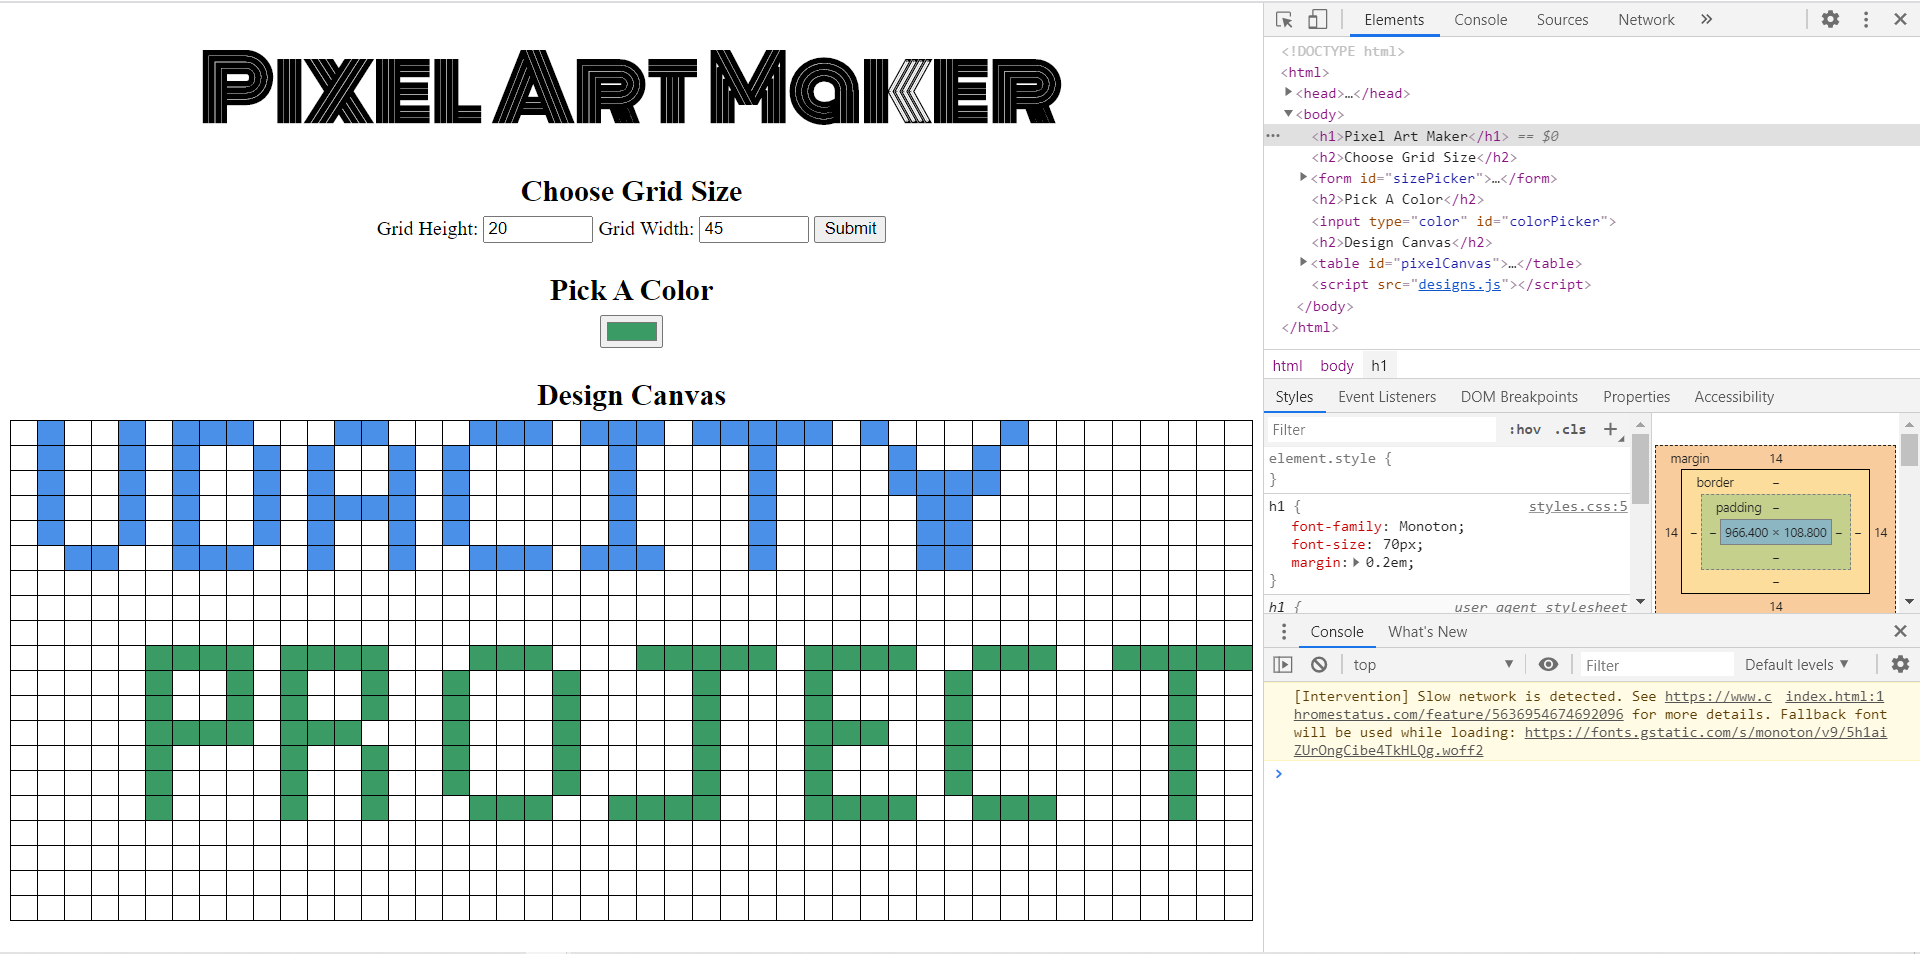 Pixel Art Maker
Choose Grid Size
Grid Height: 20 Grid Width: 45 Submit
Pick A Color
Design Canvas
UDACITY
PROJECT
Elements Console Sources Network »
<!DOCTYPE html>
<html>
<head>…</head>
<body>
<h1>Pixel Art Maker</h1> == $0
<h2>Choose Grid Size</h2>
<form id="sizePicker">…</form>
<h2>Pick A Color</h2>
<input type="color" id="colorPicker">
<h2>Design Canvas</h2>
<table id="pixelCanvas">…</table>
<script src="designs.js"></script>
</body>
</html>
html body h1
Styles Event Listeners DOM Breakpoints Properties Accessibility
Filter :hov .cls +
element.style {
}
h1 { styles.css:5
font-family: Monoton;
font-size: 70px;
margin: 0.2em;
}
h1 { user agent stylesheet
margin 14
border –
padding –
14 – – 966.400 × 108.800 – – 14
–
–
14
Console What's New
top Filter Default levels
[Intervention] Slow network is detected. See https://www.c index.html:1
hromestatus.com/feature/5636954674692096 for more details. Fallback font
will be used while loading: https://fonts.gstatic.com/s/monoton/v9/5h1ai
ZUrOngCibe4TkHLQg.woff2